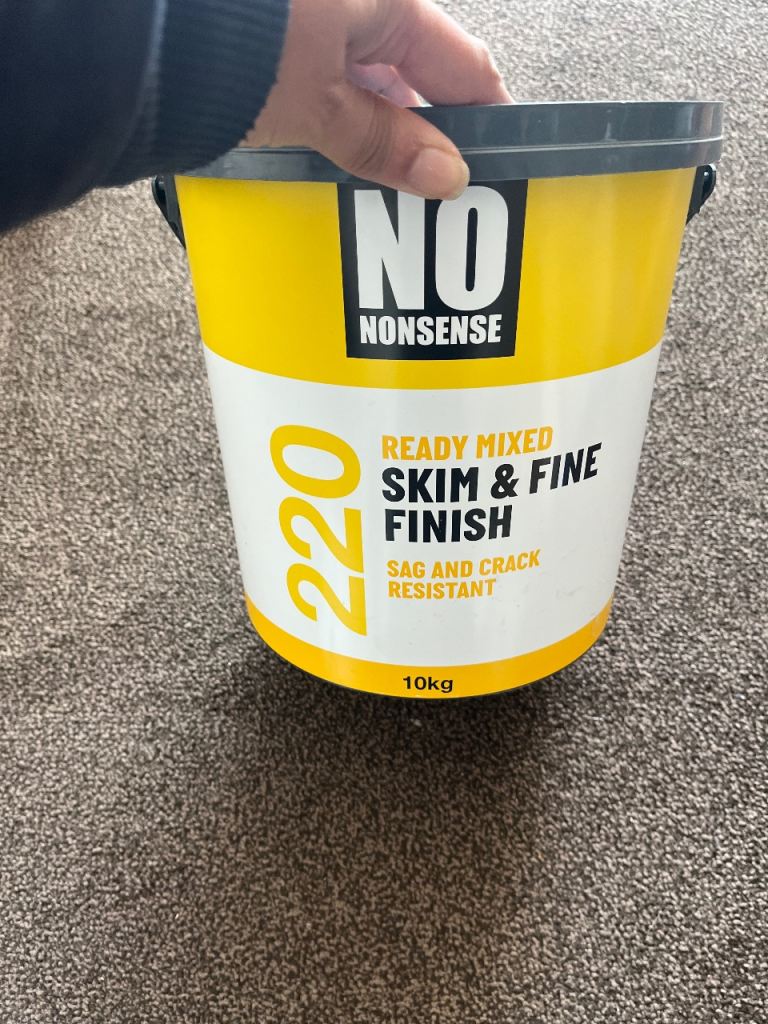 NO
NONSENSE
220
READY MIXED
SKIM & FINE
FINISH
SAG AND CRACK
RESISTANT
10kg